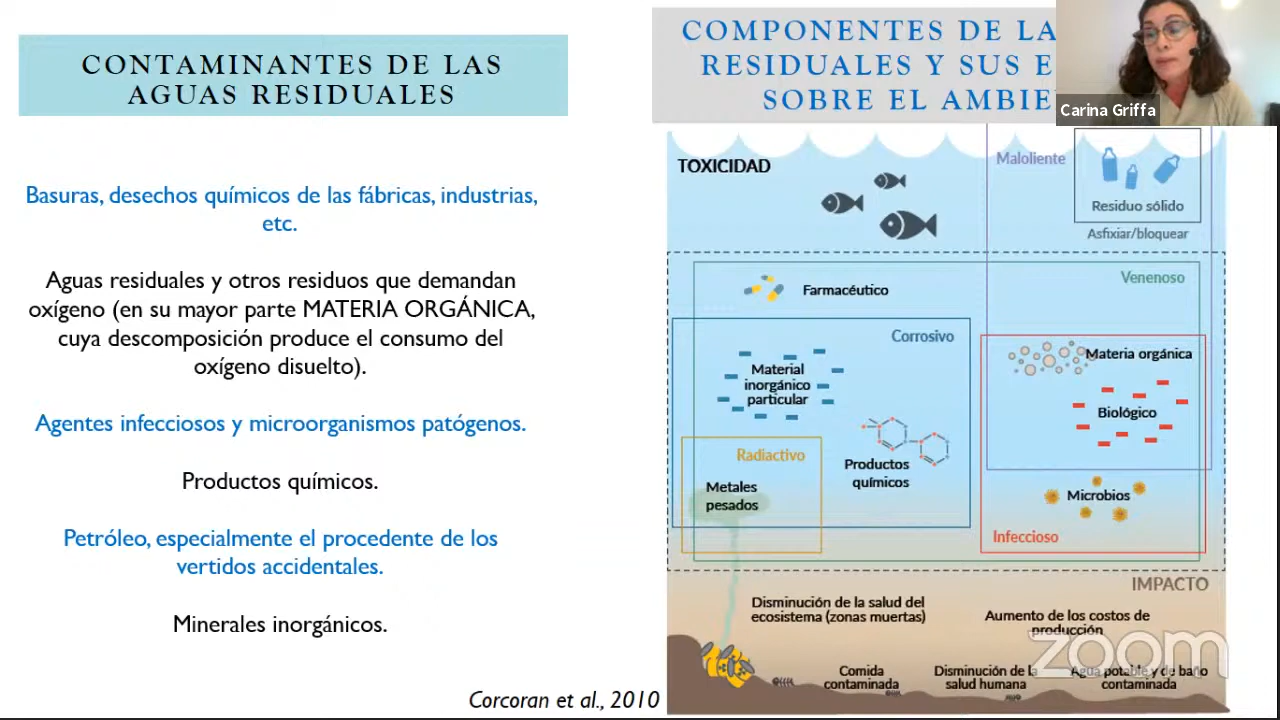 CONTAMINANTES DE LAS
AGUAS RESIDUALES
Basuras, desechos químicos de las fábricas, industrias,
etc.
Aguas residuales y otros residuos que demandan
oxígeno (en su mayor parte MATERIA ORGÁNICA,
cuya descomposición produce el consumo del
oxígeno disuelto).
Agentes infecciosos y microorganismos patógenos.
Productos químicos.
Petróleo, especialmente el procedente de los
vertidos accidentales.
Minerales inorgánicos.
Corcoran et al., 2010
COMPONENTES DE LA
RESIDUALES Y SUS E
SOBRE EL AMBIE
Carina Griffa
TOXICIDAD
Maloliente
Residuo sólido
Asfixiar/bloquear
Venenoso
Farmacéutico
Corrosivo
Material
inorgánico
particular
Materia orgánica
Biológico
Radiactivo
Metales
pesados
Productos
químicos
Microbios
Infeccioso
IMPACTO
Disminución de la salud del
ecosistema (zonas muertas)
Aumento de los costos de
producción
Comida
contaminada
Disminución de la
salud humana
Agua potable y de baño
contaminada
zoom